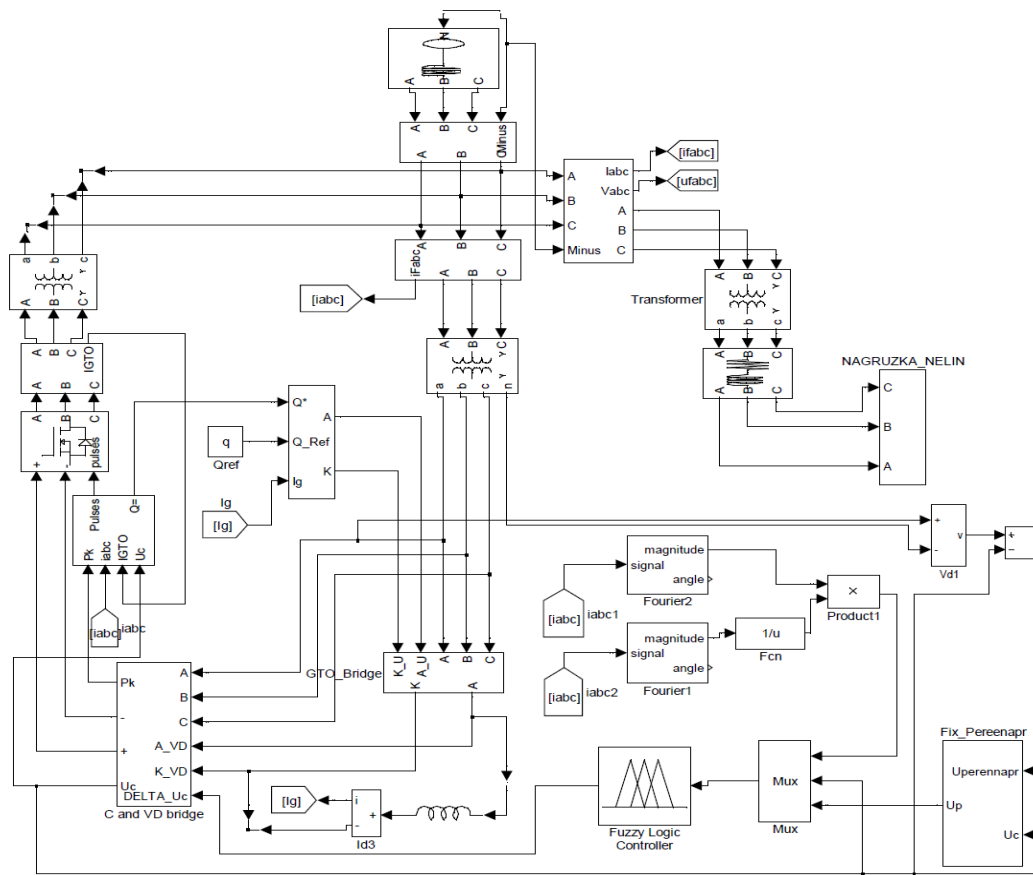 N
A B C
A B C Minus
A B C
[ifabc]
Iabc
Vabc
[ufabc]
A
B
C
Minus
A
B
C
a b c
Y
A B C
Y
A B C
iFabc
A B C
[iabc]
A B C
Y
a b c n
Y
Transformer
A B C
Y
a b c
Y
A B C
A B C
NAGRUZKA_NELIN
C
B
A
A B C IGTO
A B C
A B C
+ - pulses
Q*
Q_Ref
Ig
A
K
q
Qref
Ig
[Ig]
Pulses Q=
Pk iabc IGTO Uc
[iabc]
iabc
+
-
v
Vd1
+
−
magnitude
signal
angle
Fourier2
[iabc]
iabc1
×
Product1
magnitude
signal
angle
Fourier1
[iabc]
iabc2
1/u
Fcn
GTO_Bridge
K_U A_U A B C
K A
Pk
-
+
Uc
A
B
C
A_VD
K_VD
DELTA_Uc
C and VD bridge
[Ig]
i
+
-
Id3
Fuzzy Logic
Controller
Mux
Mux
Fix_Pereenapr
Uperennapr
Up
Uc